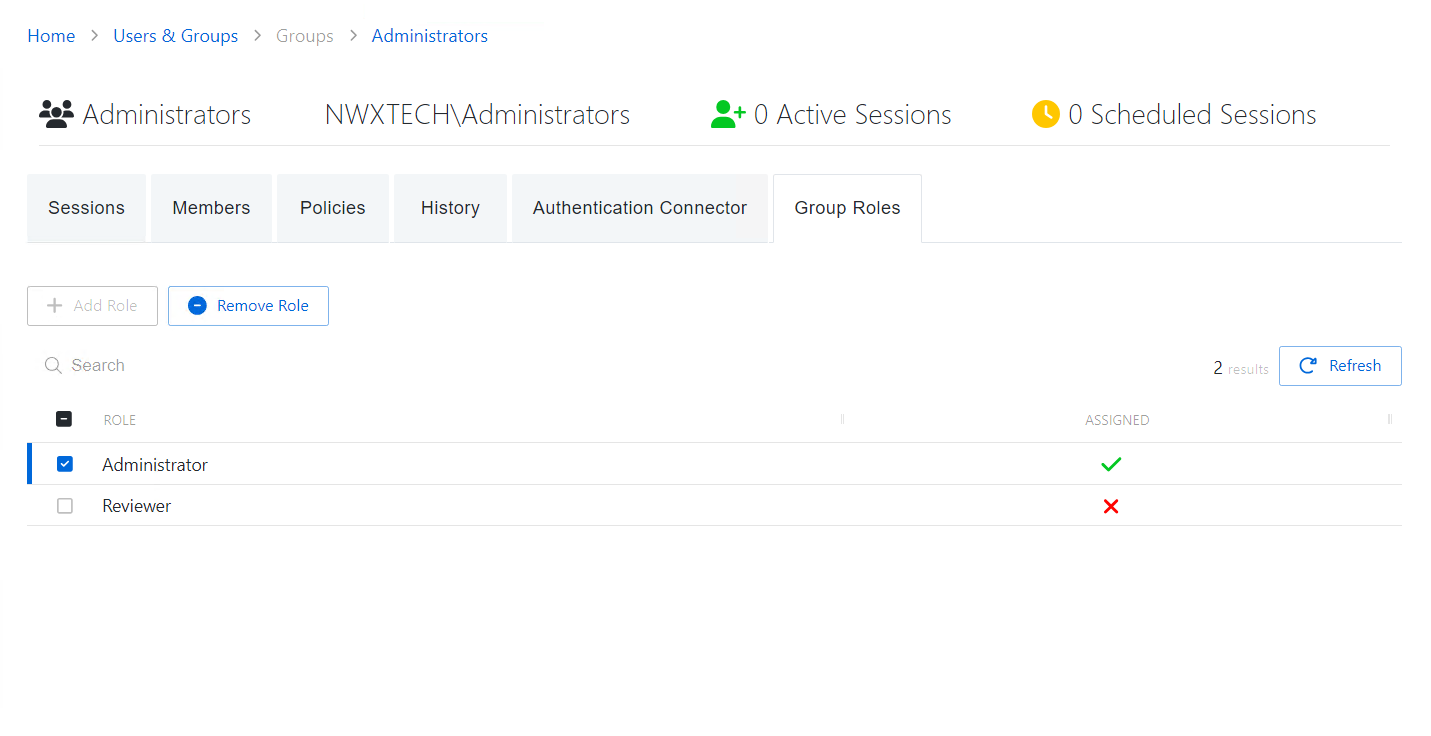 Home Users & Groups Groups Administrators
Administrators NWXTECH\Administrators 0 Active Sessions 0 Scheduled Sessions
Sessions Members Policies History Authentication Connector Group Roles
Add Role Remove Role
Search 2 results Refresh
ROLE ASSIGNED
Administrator
Reviewer